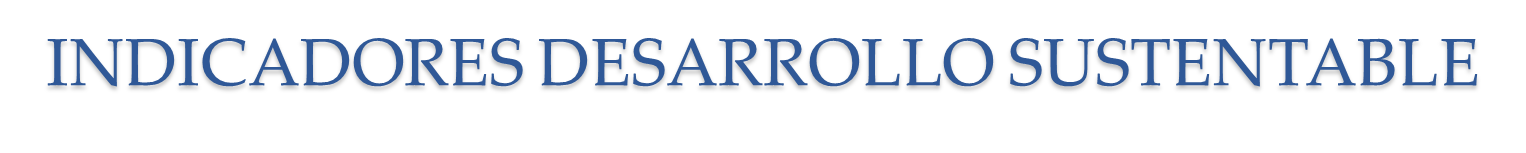 INDICADORES DESARROLLO SUSTENTABLE